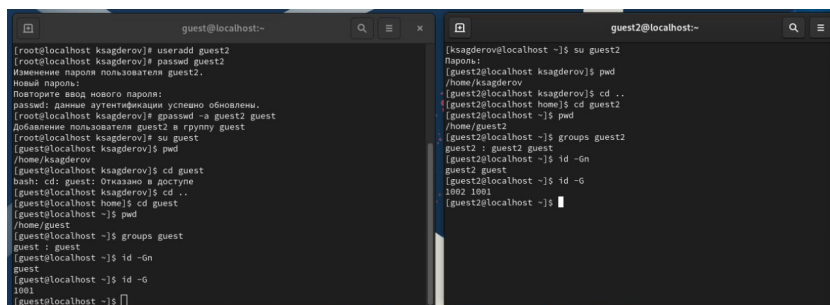 guest@localhost:~
[root@localhost ksagderov]# useradd guest2
[root@localhost ksagderov]# passwd guest2
Изменение пароля пользователя guest2.
Новый пароль:
Повторите ввод нового пароля:
passwd: данные аутентификации успешно обновлены.
[root@localhost ksagderov]# gpasswd -a guest2 guest
Добавление пользователя guest2 в группу guest
[root@localhost ksagderov]# su guest
[guest@localhost ksagderov]$ pwd
/home/ksagderov
[guest@localhost ksagderov]$ cd guest
bash: cd: guest: Отказано в доступе
[guest@localhost ksagderov]$ cd ..
[guest@localhost home]$ cd guest
[guest@localhost ~]$ pwd
/home/guest
[guest@localhost ~]$ groups guest
guest : guest
[guest@localhost ~]$ id -Gn
guest
[guest@localhost ~]$ id -G
1001
[guest@localhost ~]$
guest2@localhost:~
[ksagderov@localhost ~]$ su guest2
Пароль:
[guest2@localhost ksagderov]$ pwd
/home/ksagderov
[guest2@localhost ksagderov]$ cd ..
[guest2@localhost home]$ cd guest2
[guest2@localhost ~]$ pwd
/home/guest2
[guest2@localhost ~]$ groups guest2
guest2 : guest2 guest
[guest2@localhost ~]$ id -Gn
guest2 guest
[guest2@localhost ~]$ id -G
1002 1001
[guest2@localhost ~]$